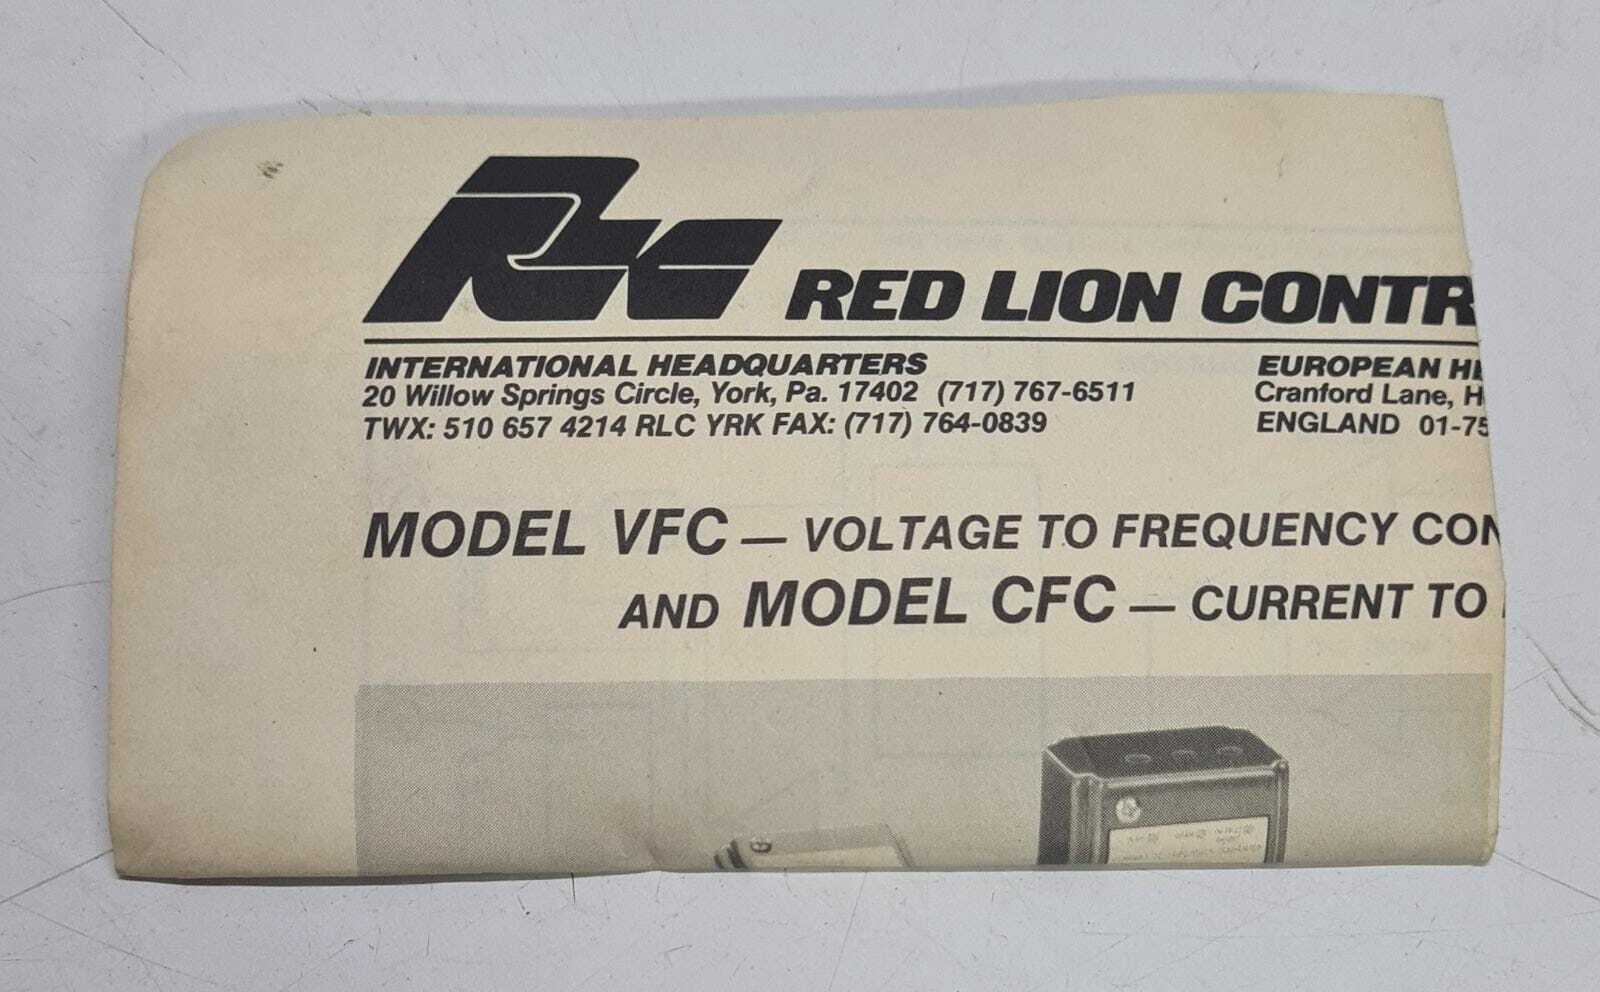 RLC RED LION CONTR
INTERNATIONAL HEADQUARTERS
20 Willow Springs Circle, York, Pa. 17402 (717) 767-6511
TWX: 510 657 4214 RLC YRK FAX: (717) 764-0839
EUROPEAN HE
Cranford Lane, H
ENGLAND 01-75
MODEL VFC — VOLTAGE TO FREQUENCY CON
AND MODEL CFC — CURRENT TO